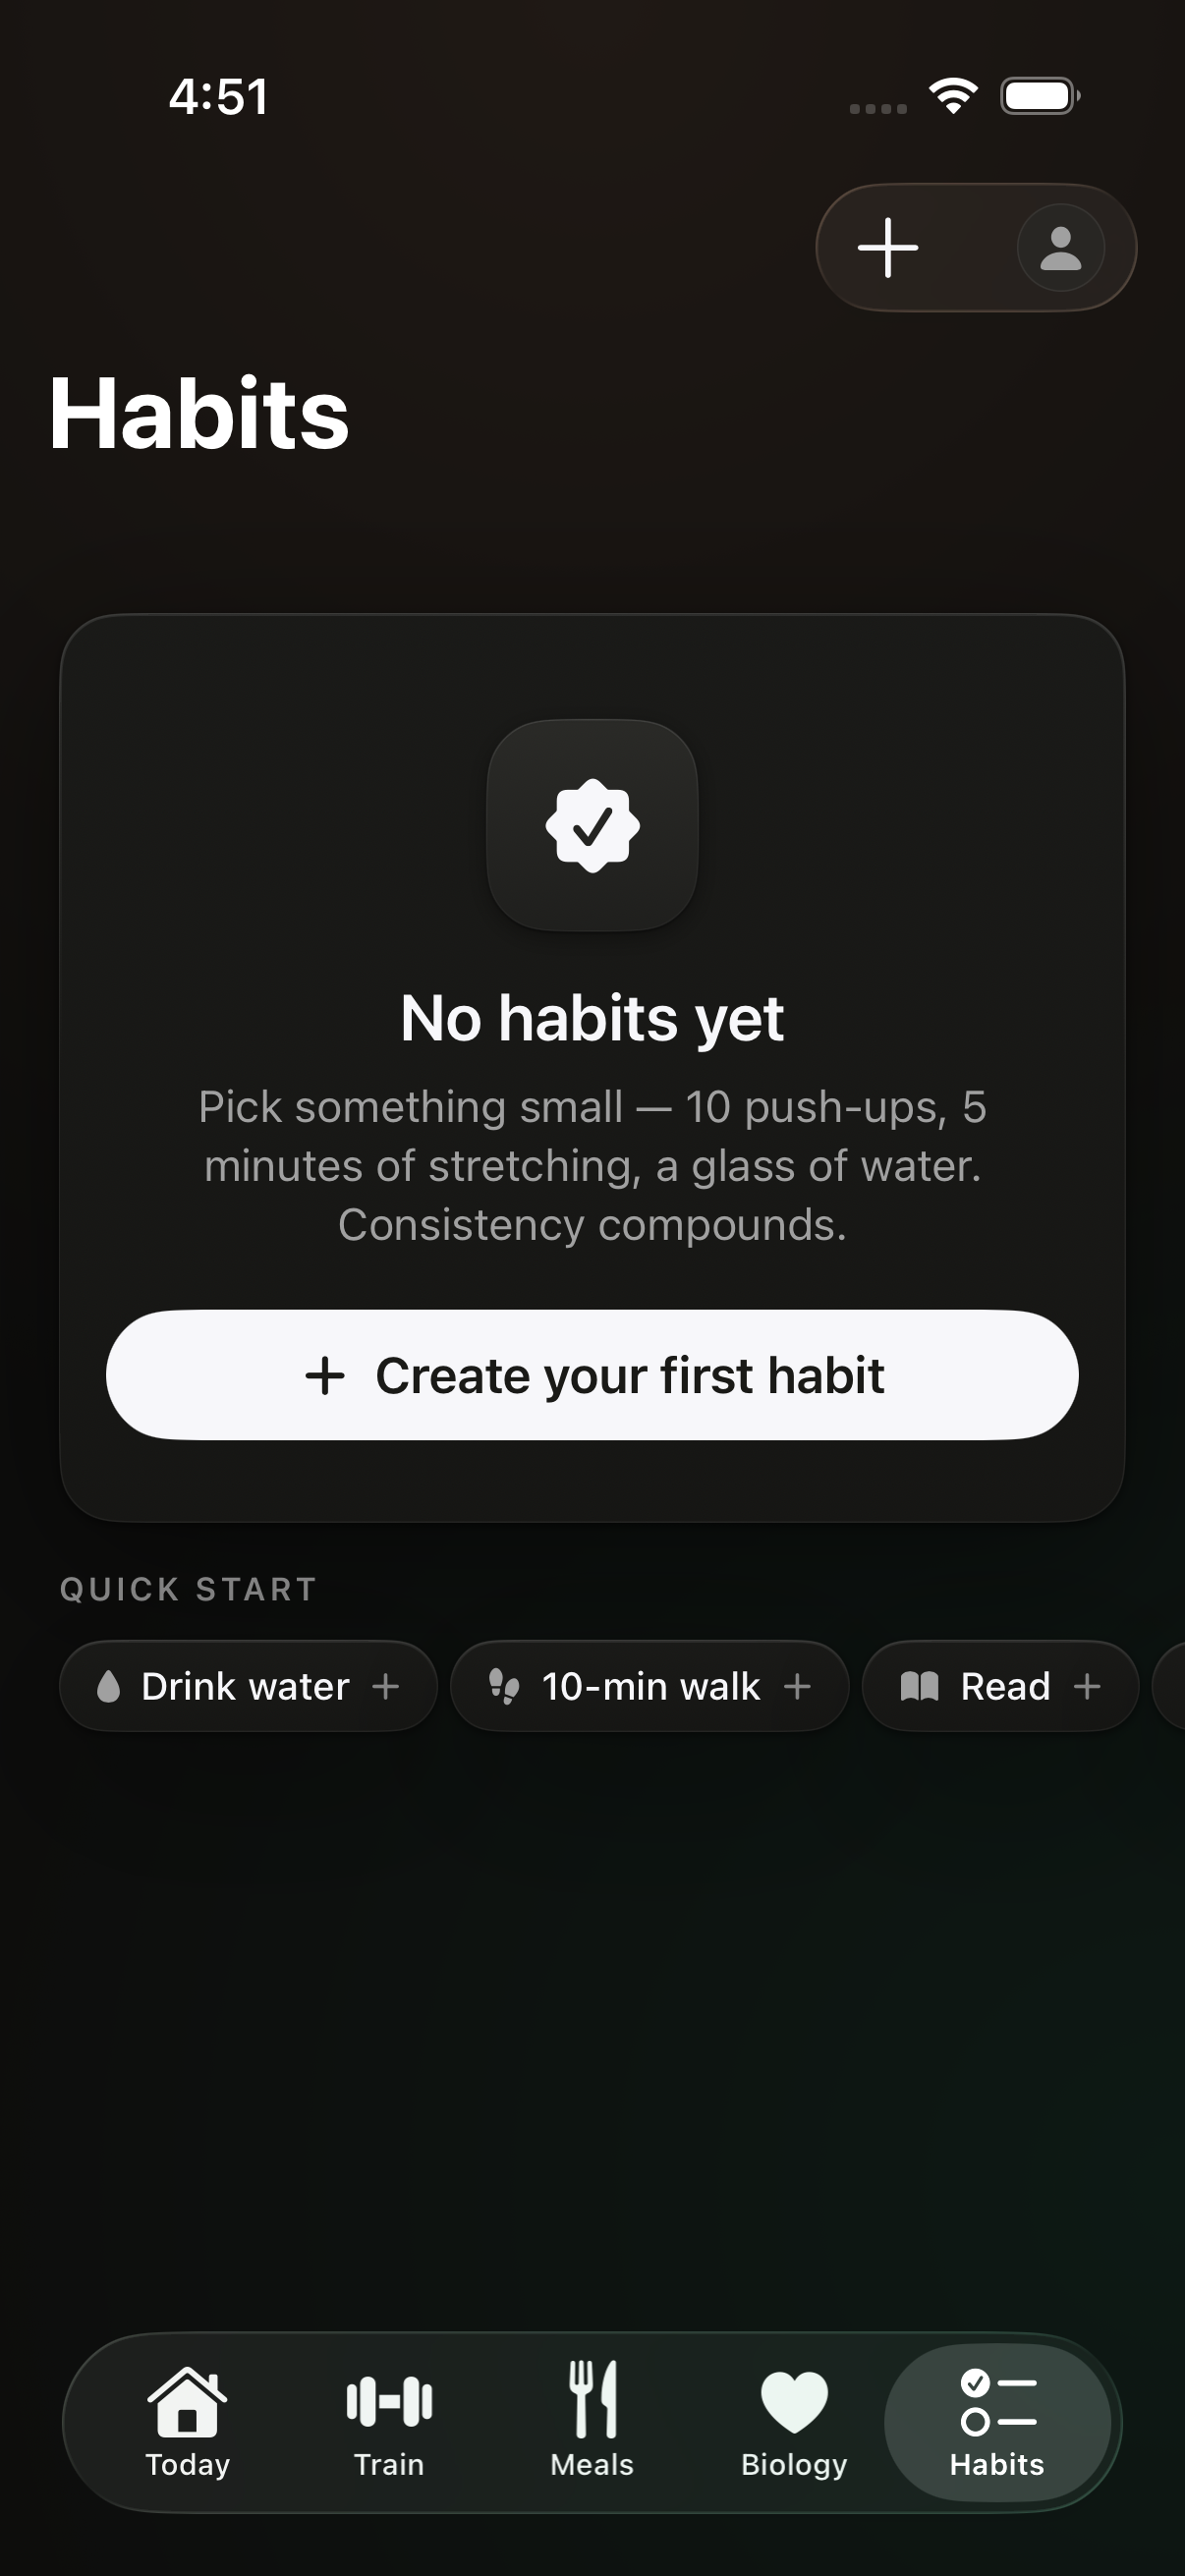 4:51
Habits
No habits yet
Pick something small — 10 push-ups, 5
minutes of stretching, a glass of water.
Consistency compounds.
Create your first habit
QUICK START
Drink water
10-min walk
Read
Today
Train
Meals
Biology
Habits